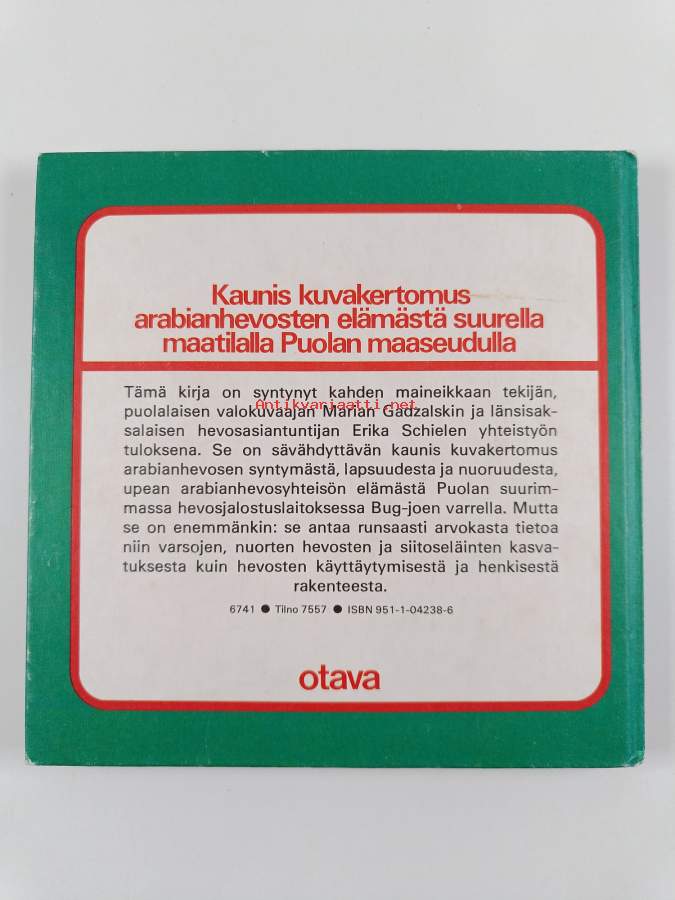 Kaunis kuvakertomus
arabianhevosten elämästä suurella
maatilalla Puolan maaseudulla
Tämä kirja on syntynyt kahden maineikkaan tekijän,
Antikvariaatti.net
puolalaisen valokuvaajan Marian Gadzalskin ja länsisak-
salaisen hevosasiantuntijan Erika Schielen yhteistyön
tuloksena. Se on sävähdyttävän kaunis kuvakertomus
arabianhevosen syntymästä, lapsuudesta ja nuoruudesta,
upean arabianhevosyhteisön elämästä Puolan suurim-
massa hevosjalostuslaitoksessa Bug-joen varrella. Mutta
se on enemmänkin: se antaa runsaasti arvokasta tietoa
niin varsojen, nuorten hevosten ja siitoseläinten kasva-
tuksesta kuin hevosten käyttäytymisestä ja henkisestä
rakenteesta.
6741 ● Tilno 7557 ● ISBN 951-1-04238-6
otava